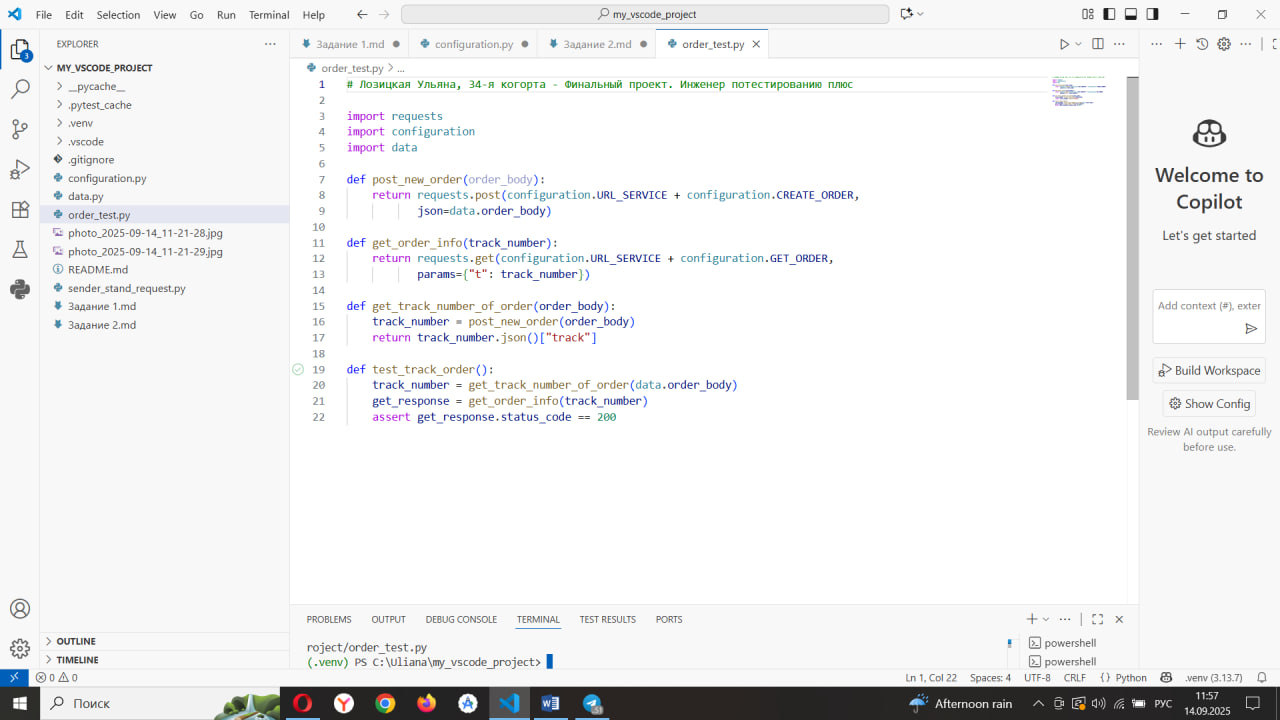 File Edit Selection View Go Run Terminal Help
my_vscode_project
EXPLORER
MY_VSCODE_PROJECT
__pycache__
.pytest_cache
.venv
.vscode
.gitignore
configuration.py
data.py
order_test.py
photo_2025-09-14_11-21-28.jpg
photo_2025-09-14_11-21-29.jpg
README.md
sender_stand_request.py
Задание 1.md
Задание 2.md
OUTLINE
TIMELINE
3
Задание 1.md configuration.py Задание 2.md order_test.py
order_test.py > ...
1 # Лозицкая Ульяна, 34-я когорта - Финальный проект. Инженер потестированию плюс
2
3 import requests
4 import configuration
5 import data
6
7 def post_new_order(order_body):
8 return requests.post(configuration.URL_SERVICE + configuration.CREATE_ORDER,
9 json=data.order_body)
10
11 def get_order_info(track_number):
12 return requests.get(configuration.URL_SERVICE + configuration.GET_ORDER,
13 params={"t": track_number})
14
15 def get_track_number_of_order(order_body):
16 track_number = post_new_order(order_body)
17 return track_number.json()["track"]
18
19 def test_track_order():
20 track_number = get_track_number_of_order(data.order_body)
21 get_response = get_order_info(track_number)
22 assert get_response.status_code == 200
Welcome to
Copilot
Let's get started
Add context (#), exter
Build Workspace
Show Config
Review AI output carefully
before use.
PROBLEMS OUTPUT DEBUG CONSOLE TERMINAL TEST RESULTS PORTS
roject/order_test.py
(.venv) PS C:\Uliana\my_vscode_project>
powershell
powershell
0 0
Ln 1, Col 22 Spaces: 4 UTF-8 CRLF {} Python .venv (3.13.7)
Поиск
Afternoon rain
РУС
11:57
14.09.2025